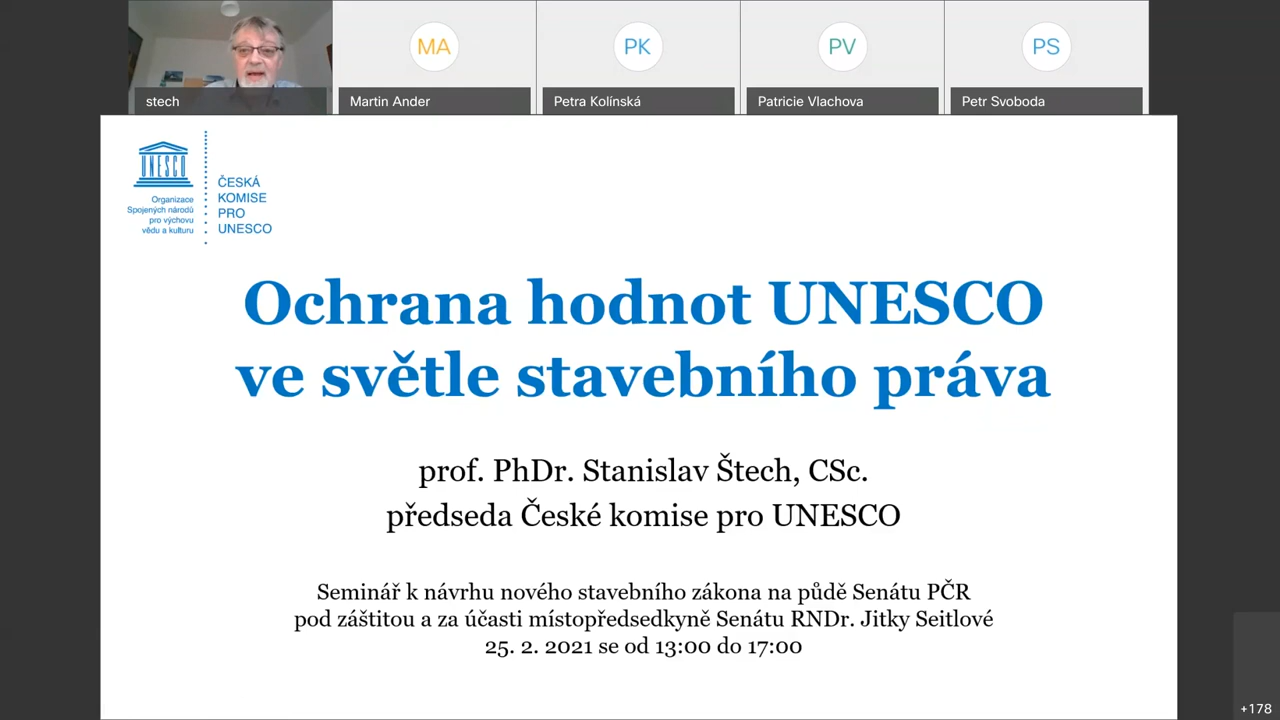 MA
PK
PV
PS
stech
Martin Ander
Petra Kolínská
Patricie Vlachova
Petr Svoboda
UNESCO
Organizace
Spojených národů
pro výchovu
vědu a kulturu
ČESKÁ
KOMISE
PRO
UNESCO
Ochrana hodnot UNESCO
ve světle stavebního práva
prof. PhDr. Stanislav Štech, CSc.
předseda České komise pro UNESCO
Seminář k návrhu nového stavebního zákona na půdě Senátu PČR
pod záštitou a za účasti místopředsedkyně Senátu RNDr. Jitky Seitlové
25. 2. 2021 se od 13:00 do 17:00
+178